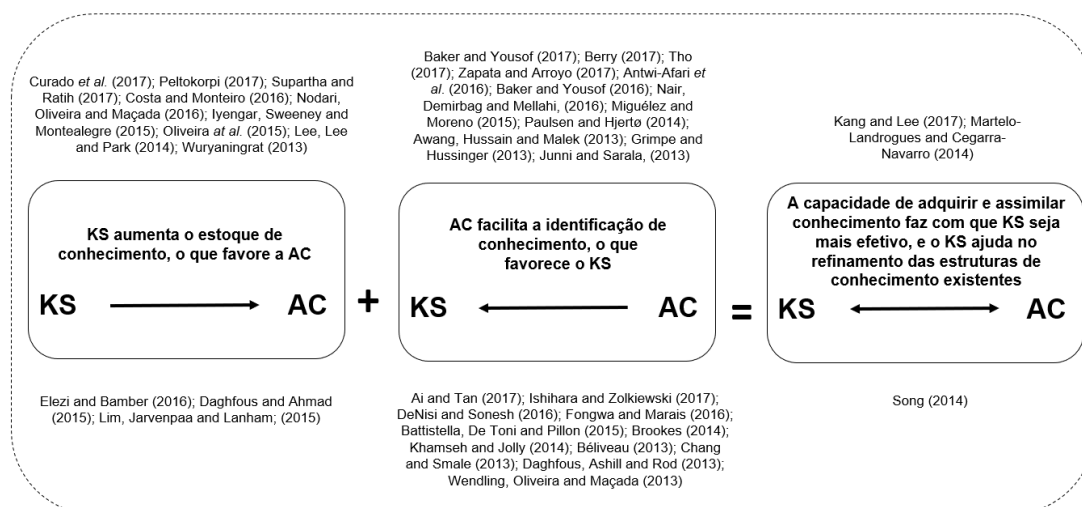 Curado et al. (2017); Peltokorpi (2017); Supartha and
Ratih (2017); Costa and Monteiro (2016); Nodari,
Oliveira and Maçada (2016); Iyengar, Sweeney and
Montealegre (2015); Oliveira at al. (2015); Lee, Lee
and Park (2014); Wuryaningrat (2013)
KS aumenta o estoque de
conhecimento, o que favore a AC
KS
AC
Elezi and Bamber (2016); Daghfous and Ahmad
(2015); Lim, Jarvenpaa and Lanham; (2015)
+
Baker and Yousof (2017); Berry (2017); Tho
(2017); Zapata and Arroyo (2017); Antwi-Afari et
al. (2016); Baker and Yousof (2016); Nair,
Demirbag and Mellahi, (2016); Miguélez and
Moreno (2015); Paulsen and Hjertø (2014);
Awang, Hussain and Malek (2013); Grimpe and
Hussinger (2013); Junni and Sarala, (2013)
AC facilita a identificação de
conhecimento, o que
favorece o KS
KS
AC
Ai and Tan (2017); Ishihara and Zolkiewski (2017);
DeNisi and Sonesh (2016); Fongwa and Marais (2016);
Battistella, De Toni and Pillon (2015); Brookes (2014);
Khamseh and Jolly (2014); Béliveau (2013); Chang
and Smale (2013); Daghfous, Ashill and Rod (2013);
Wendling, Oliveira and Maçada (2013)
=
Kang and Lee (2017); Martelo-
Landrogues and Cegarra-
Navarro (2014)
A capacidade de adquirir e assimilar
conhecimento faz com que KS seja
mais efetivo, e o KS ajuda no
refinamento das estruturas de
conhecimento existentes
KS
AC
Song (2014)